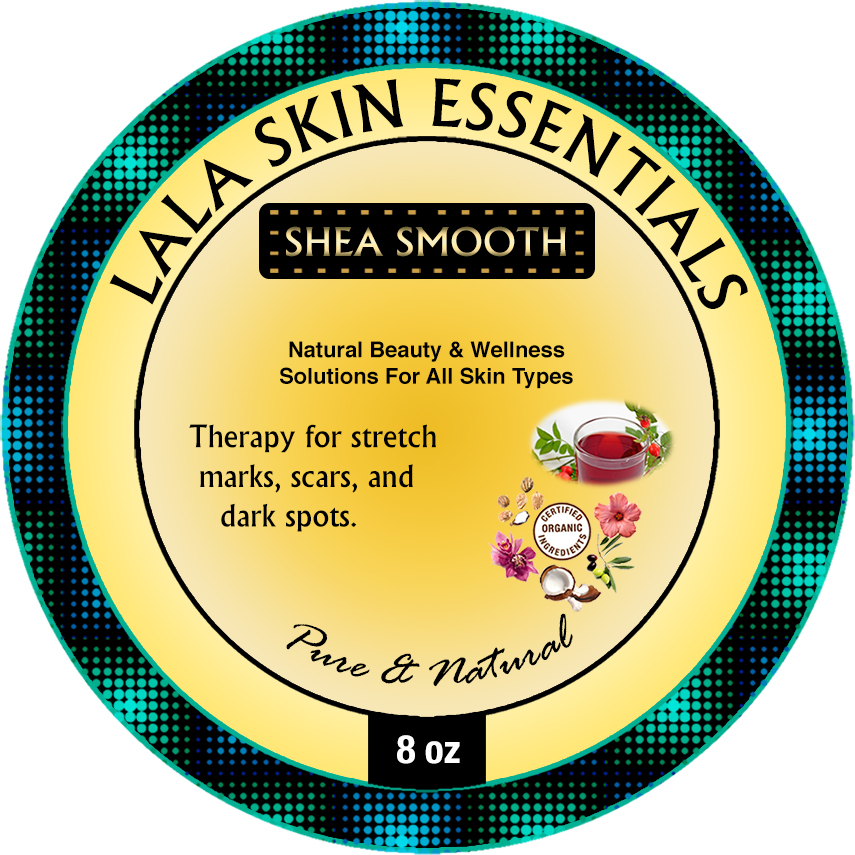 LALA SKIN ESSENTIALS
SHEA SMOOTH
Natural Beauty & Wellness
Solutions For All Skin Types
Therapy for stretch
marks, scars, and
dark spots.
CERTIFIED
ORGANIC
INGREDIENTS
Pure & Natural
8 oz